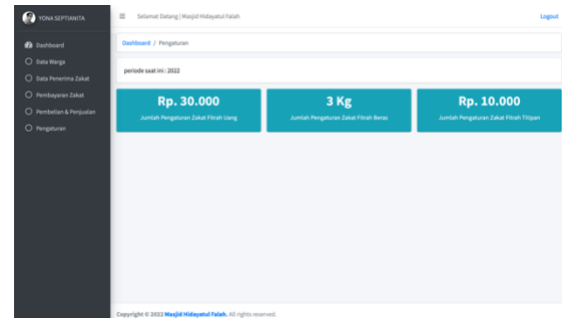 YONA SEPTIANITA
Dashboard
Data Warga
Data Penerima Zakat
Pembayaran Zakat
Pembelian & Penjualan
Pengaturan
Selamat Datang | Masjid Hidayatul Falah
Logout
Dashboard / Pengaturan
periode saat ini : 2022
Rp. 30.000
Jumlah Pengaturan Zakat Fitrah Uang
3 Kg
Jumlah Pengaturan Zakat Fitrah Beras
Rp. 10.000
Jumlah Pengaturan Zakat Fitrah Titipan
Copyright © 2022 Masjid Hidayatul Falah. All rights reserved.